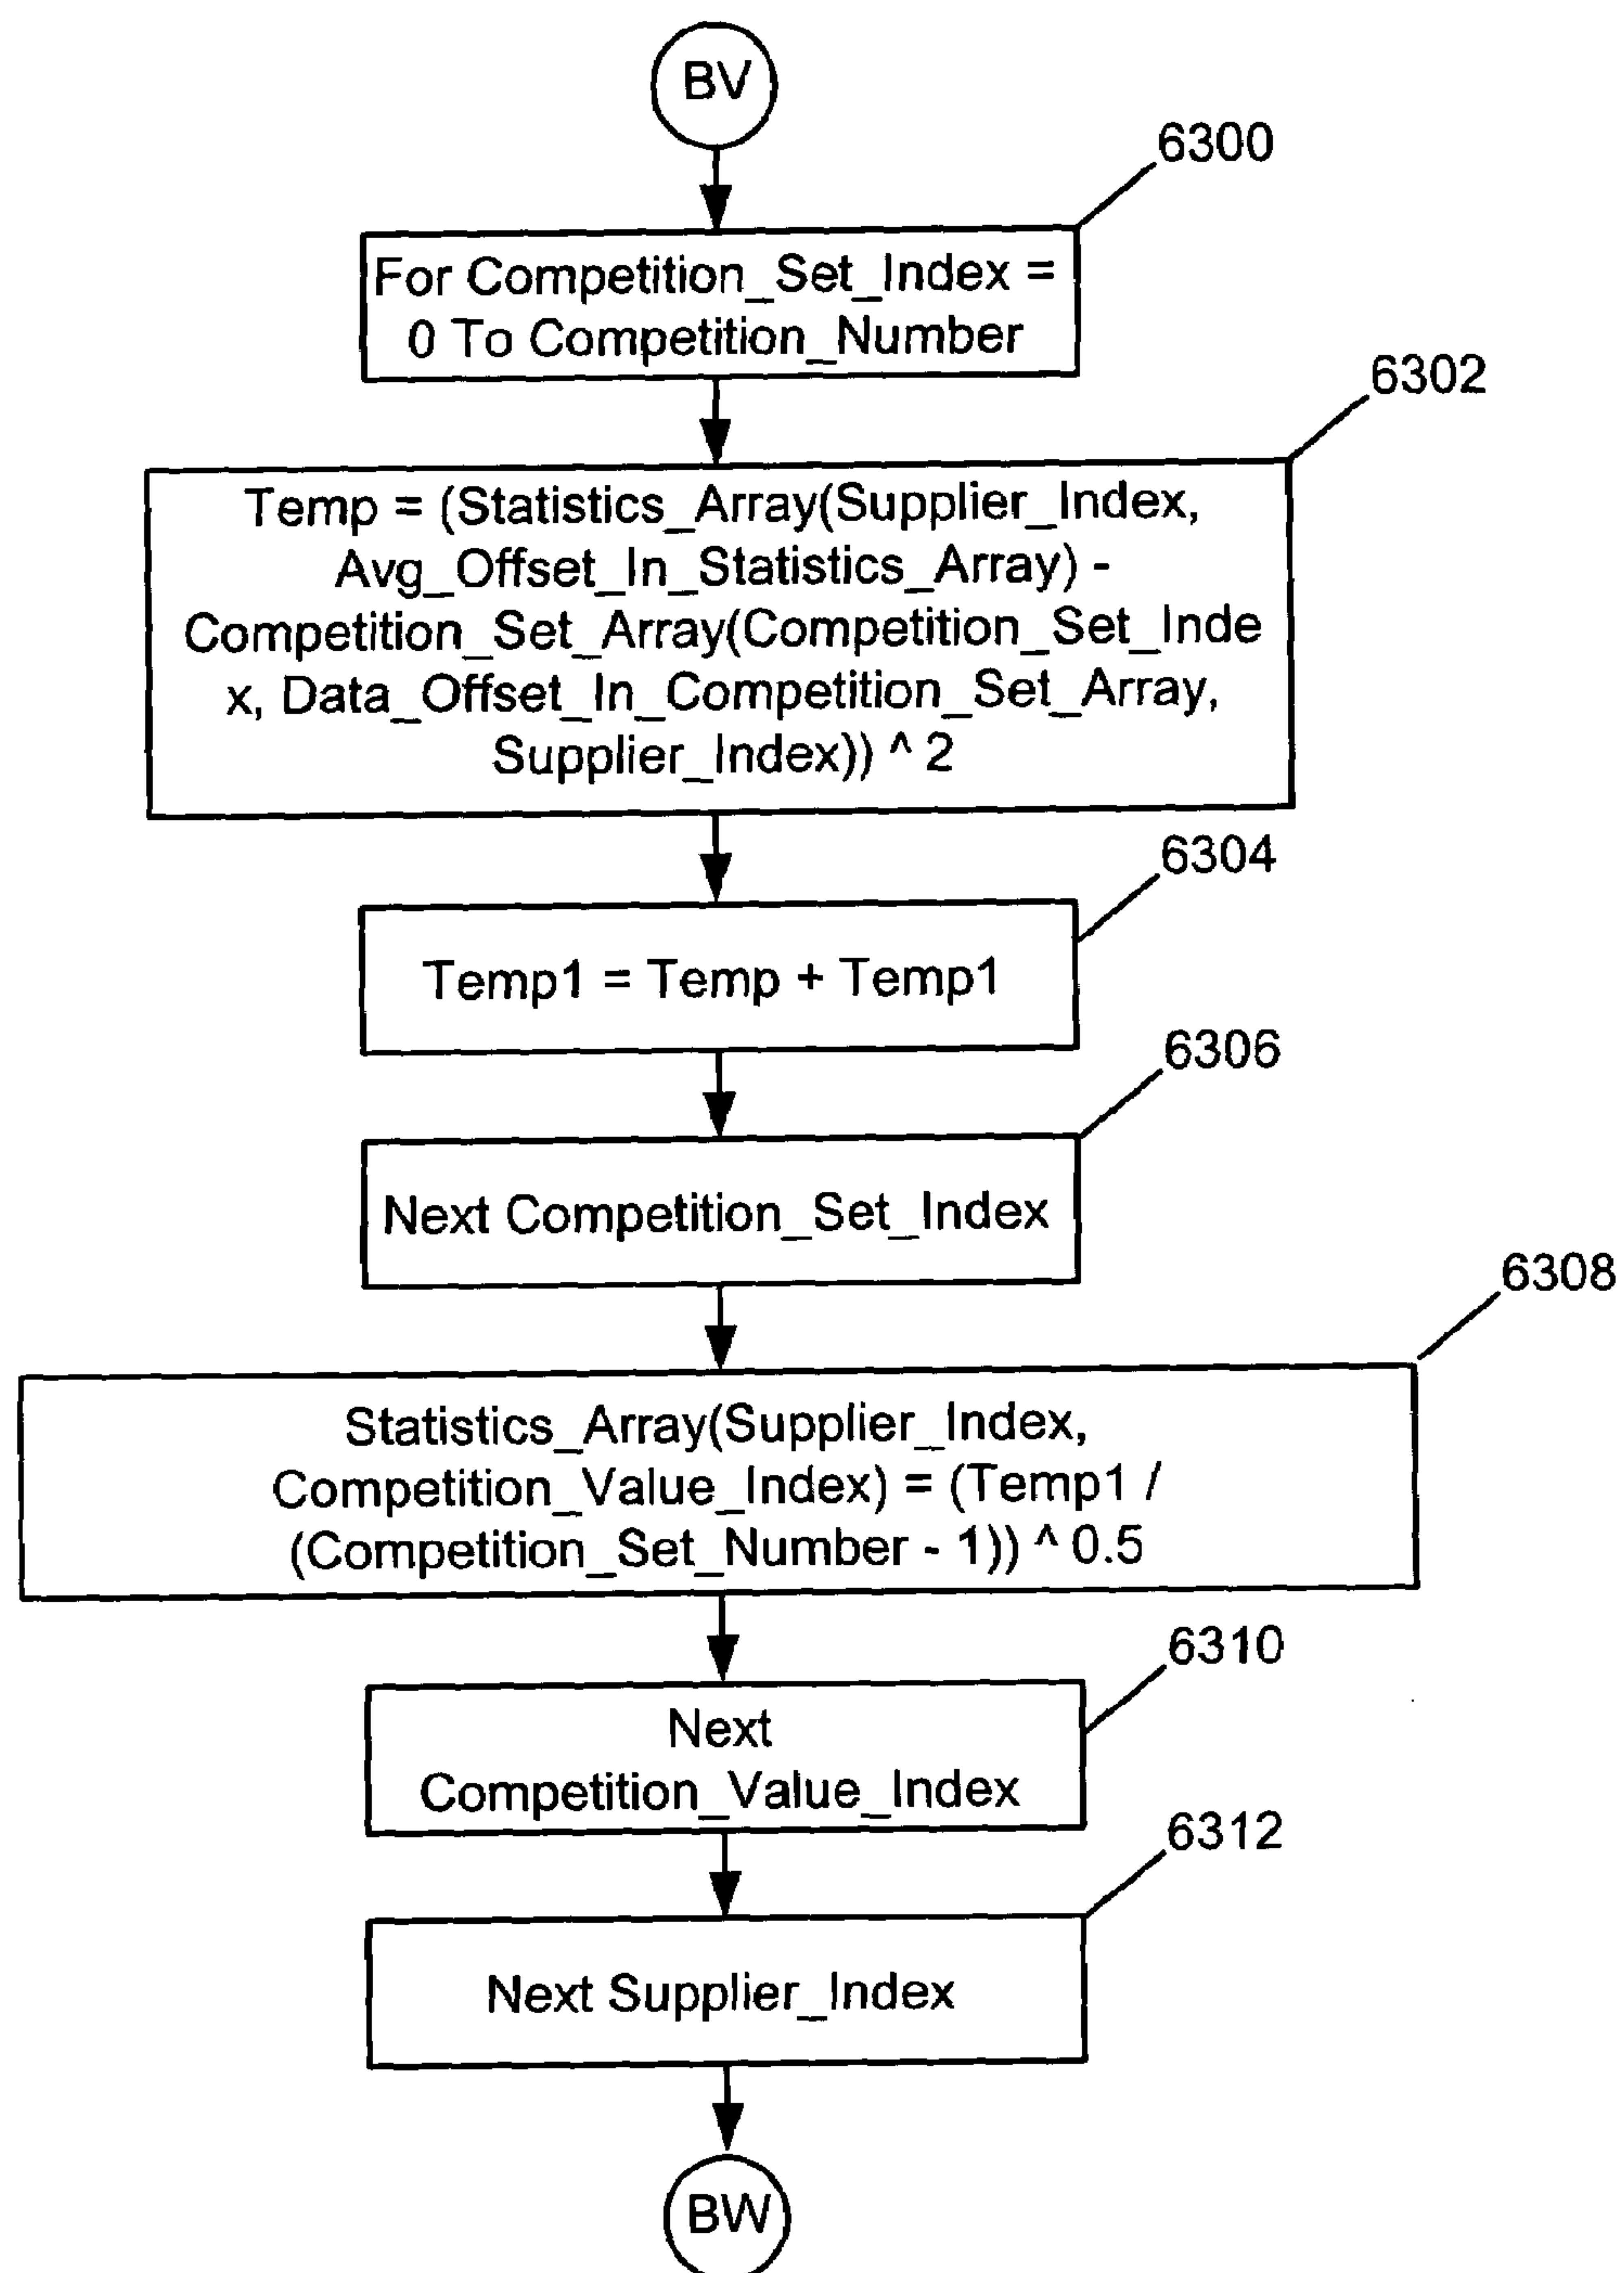 BV
6300
For Competition_Set_Index =
0 To Competition_Number
6302
Temp = (Statistics_Array(Supplier_Index,
Avg_Offset_In_Statistics_Array) -
Competition_Set_Array(Competition_Set_Inde
x, Data_Offset_In_Competition_Set_Array,
Supplier_Index)) ^ 2
6304
Temp1 = Temp + Temp1
6306
Next Competition_Set_Index
6308
Statistics_Array(Supplier_Index,
Competition_Value_Index) = (Temp1 /
(Competition_Set_Number - 1)) ^ 0.5
6310
Next
Competition_Value_Index
6312
Next Supplier_Index
BW